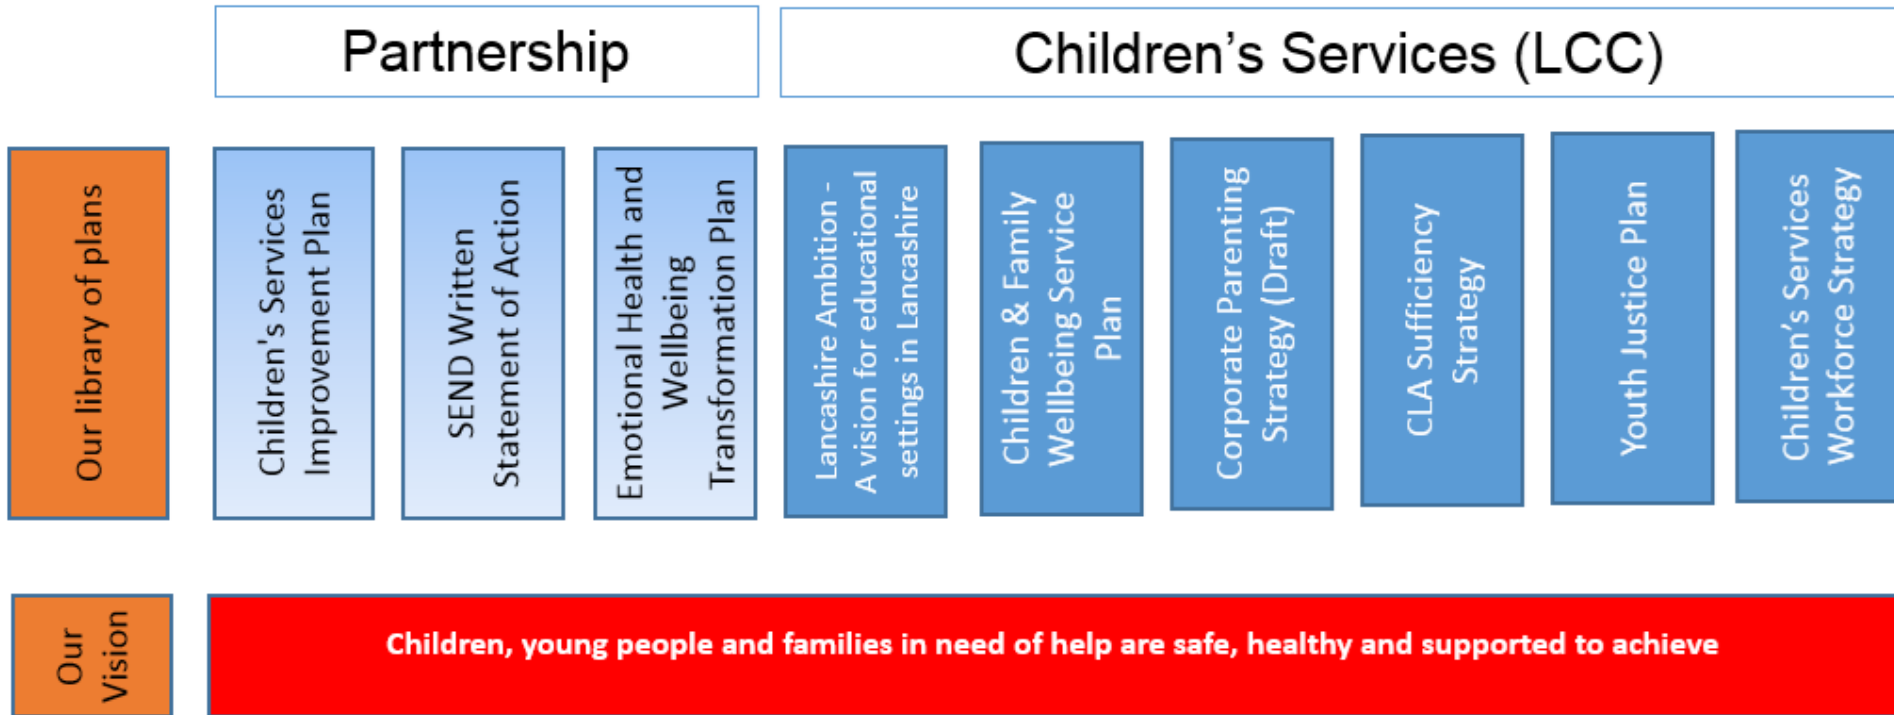 Partnership
Children’s Services (LCC)
Our library of plans
Children's Services
Improvement Plan
SEND Written
Statement of Action
Emotional Health and
Wellbeing
Transformation Plan
Lancashire Ambition -
A vision for educational
settings in Lancashire
Children & Family
Wellbeing Service
Plan
Corporate Parenting
Strategy (Draft)
CLA Sufficiency
Strategy
Youth Justice Plan
Children’s Services
Workforce Strategy
Our
Vision
Children, young people and families in need of help are safe, healthy and supported to achieve